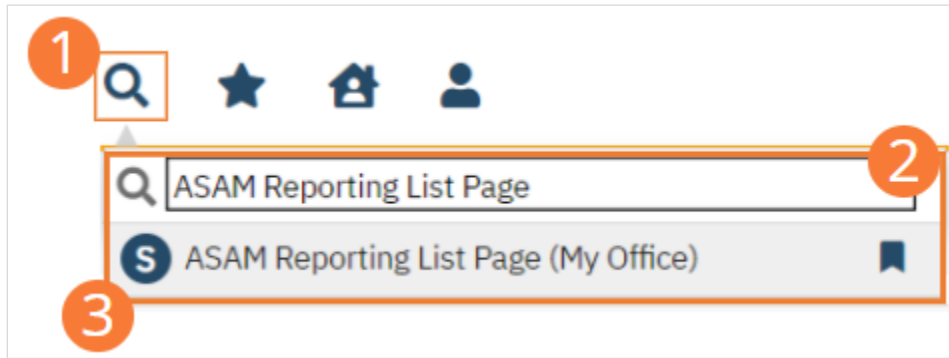 1
2
ASAM Reporting List Page
S ASAM Reporting List Page (My Office)
3